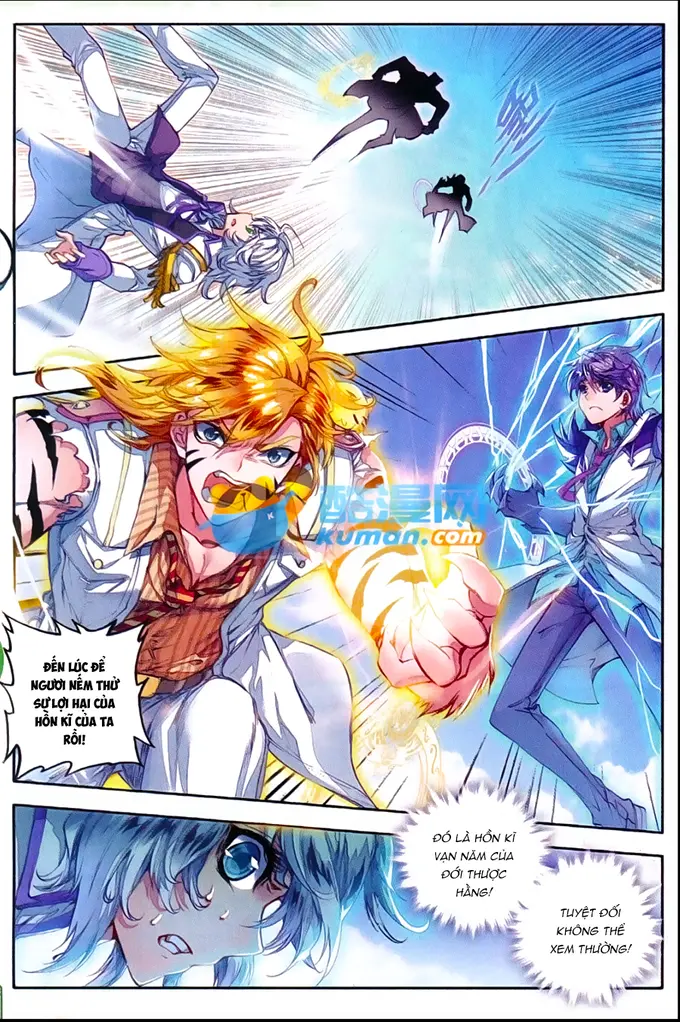 酷漫网
KUMAN.COM
K
ĐẾN LÚC ĐỂ
NGƯƠI NẾM THỬ
SỰ LỢI HẠI CỦA
HỒN KĨ CỦA TA
RỒI!
ĐÓ LÀ HỒN KĨ
VẠN NĂM CỦA
ĐỚI THƯỢC
HẰNG!
TUYỆT ĐỐI
KHÔNG THỂ
XEM THƯỜNG!